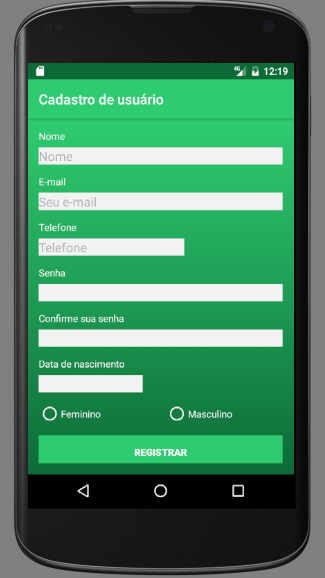 4G 12:19
Cadastro de usuário
Nome
Nome
E-mail
Seu e-mail
Telefone
Telefone
Senha
Confirme sua senha
Data de nascimento
Feminino Masculino
REGISTRAR